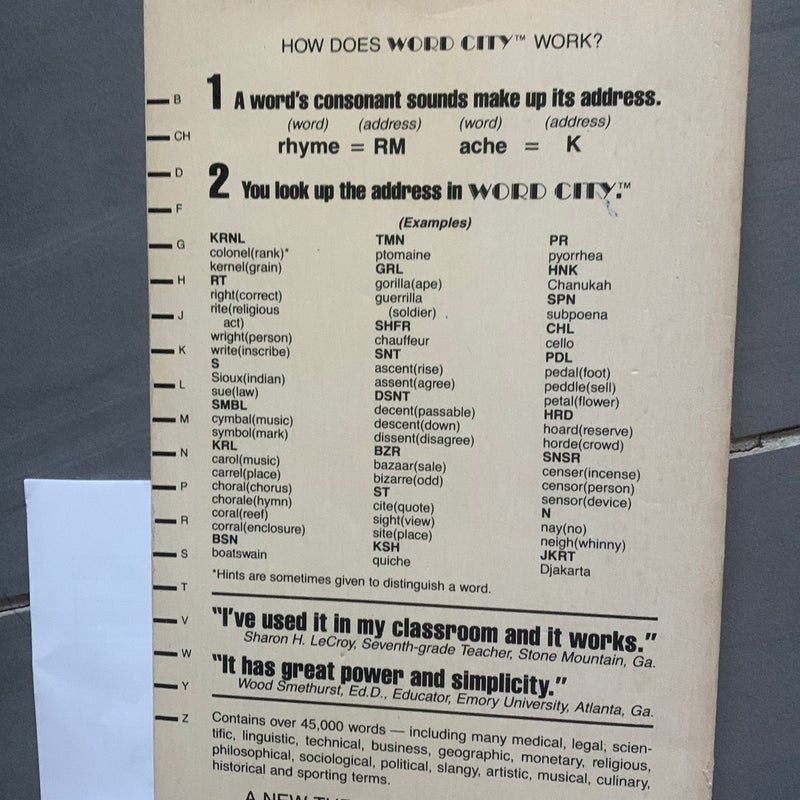 HOW DOES WORD CITY™ WORK?
1 A word's consonant sounds make up its address.
(word) (address) (word) (address)
rhyme = RM ache = K
2 You look up the address in WORD CITY.™
(Examples)
KRNL
colonel(rank)*
kernel(grain)
RT
right(correct)
rite(religious
act)
wright(person)
write(inscribe)
S
Sioux(indian)
sue(law)
SMBL
cymbal(music)
symbol(mark)
KRL
carol(music)
carrel(place)
choral(chorus)
chorale(hymn)
coral(reef)
corral(enclosure)
BSN
boatswain
TMN
ptomaine
GRL
gorilla(ape)
guerrilla
(soldier)
SHFR
chauffeur
SNT
ascent(rise)
assent(agree)
DSNT
decent(passable)
descent(down)
dissent(disagree)
BZR
bazaar(sale)
bizarre(odd)
ST
cite(quote)
sight(view)
site(place)
KSH
quiche
PR
pyorrhea
HNK
Chanukah
SPN
subpoena
CHL
cello
PDL
pedal(foot)
peddle(sell)
petal(flower)
HRD
hoard(reserve)
horde(crowd)
SNSR
censer(incense)
censor(person)
sensor(device)
N
nay(no)
neigh(whinny)
JKRT
Djakarta
*Hints are sometimes given to distinguish a word.
"I've used it in my classroom and it works."
Sharon H. LeCroy, Seventh-grade Teacher, Stone Mountain, Ga.
"It has great power and simplicity."
Wood Smethurst, Ed.D., Educator, Emory University, Atlanta, Ga.
Contains over 45,000 words — including many medical, legal, scien-
tific, linguistic, technical, business, geographic, monetary, religious,
philosophical, sociological, political, slangy, artistic, musical, culinary,
historical and sporting terms.
A NEW
B
CH
D
F
G
H
J
K
L
M
N
P
R
S
T
V
W
Y
Z